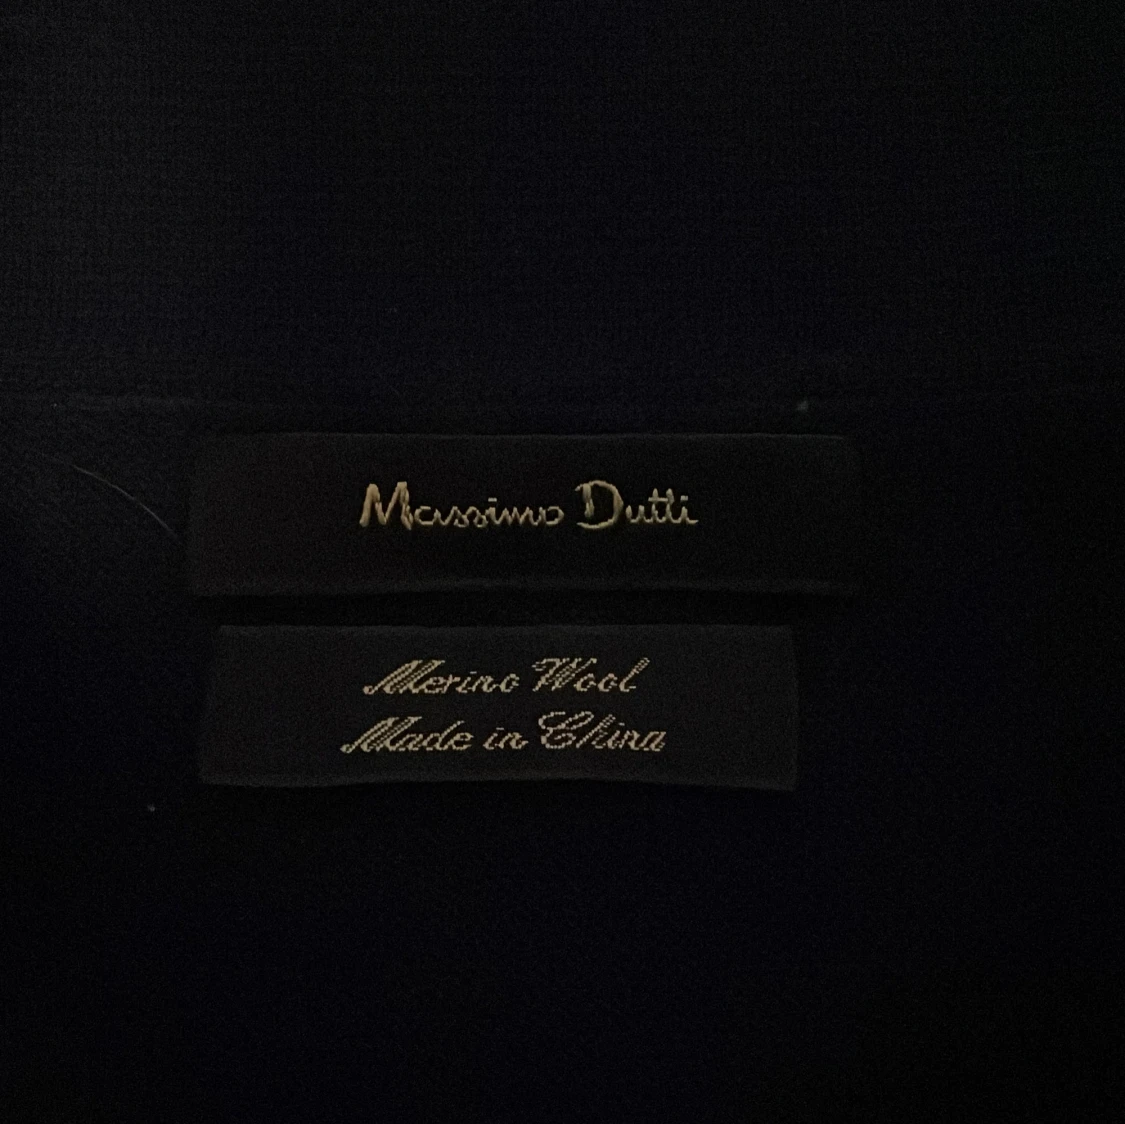 Massimo Dutti
Merino Wool
Made in China